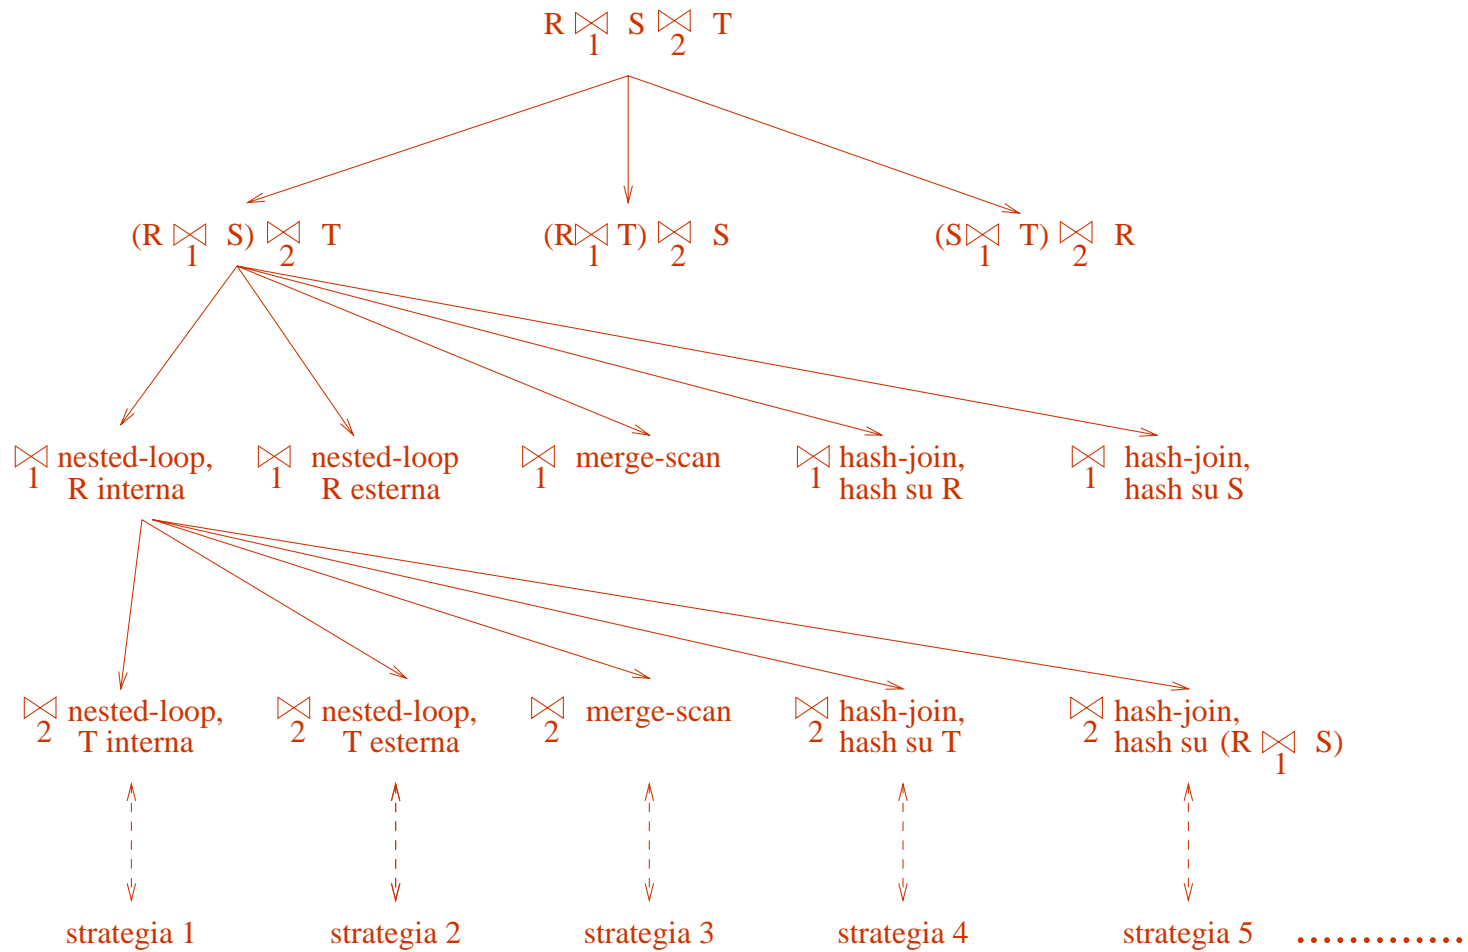 R ⋈1 S ⋈2 T
(R ⋈1 S) ⋈2 T
(R ⋈1 T) ⋈2 S
(S ⋈1 T) ⋈2 R
⋈1 nested-loop,
R interna
⋈1 nested-loop
R esterna
⋈1 merge-scan
⋈1 hash-join,
hash su R
⋈1 hash-join,
hash su S
⋈2 nested-loop,
T interna
⋈2 nested-loop,
T esterna
⋈2 merge-scan
⋈2 hash-join,
hash su T
⋈2 hash-join,
hash su (R ⋈1 S)
strategia 1
strategia 2
strategia 3
strategia 4
strategia 5 ................